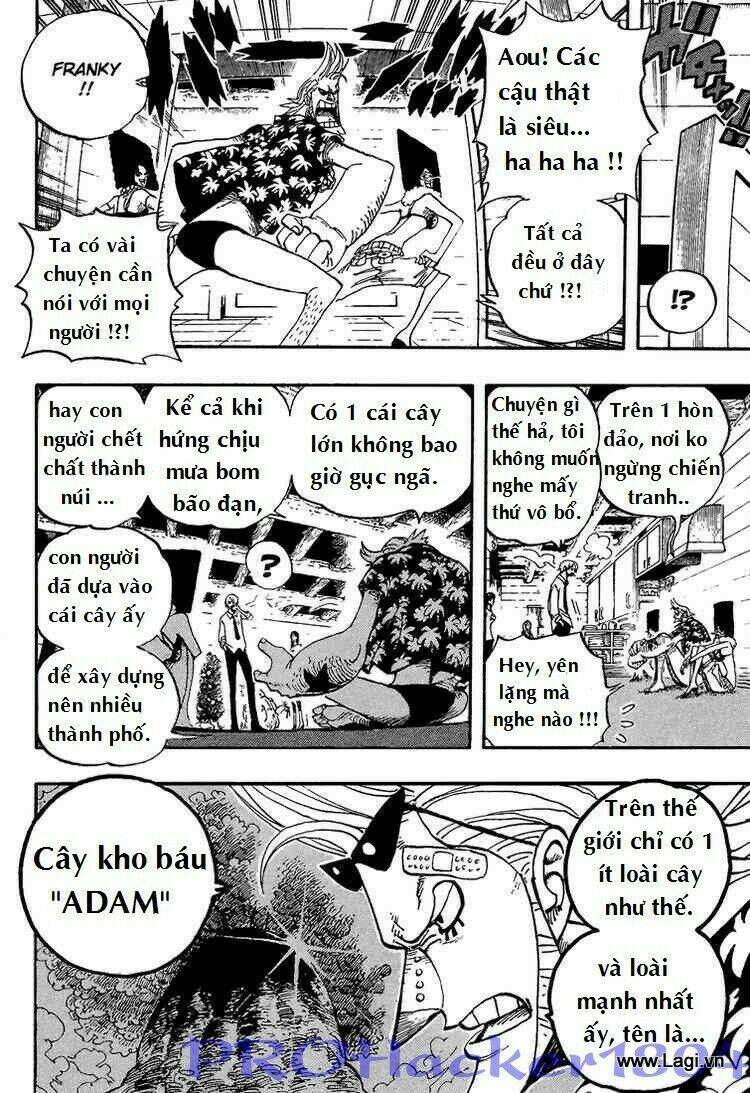 ガチャァ!!
!?
Aou! Các
cậu thật
là siêu...
ha ha ha !!
Tất cả
đều ở đây
chứ !?!
FRANKY
!!
Ta có vài
chuyện cần
nói với mọi
người !?!
Trên 1 hòn
đảo, nơi ko
ngừng chiến
tranh..
Chuyện gì
thế hả, tôi
không muốn
nghe mấy
thứ vô bổ.
Hey, yên
lặng mà
nghe nào !!!
Có 1 cái cây
lớn không bao
giờ gục ngã.
Kể cả khi
hứng chịu
mưa bom
bão đạn,
hay con
người chết
chất thành
núi ...
?
con người
đã dựa vào
cái cây ấy
để xây dựng
nên nhiều
thành phố.
Trên thế
giới chỉ có 1
ít loài cây
như thế.
và loài
mạnh nhất
ấy, tên là...
Cây kho báu
"ADAM"
PROHacker1894
www.Lagi.vn